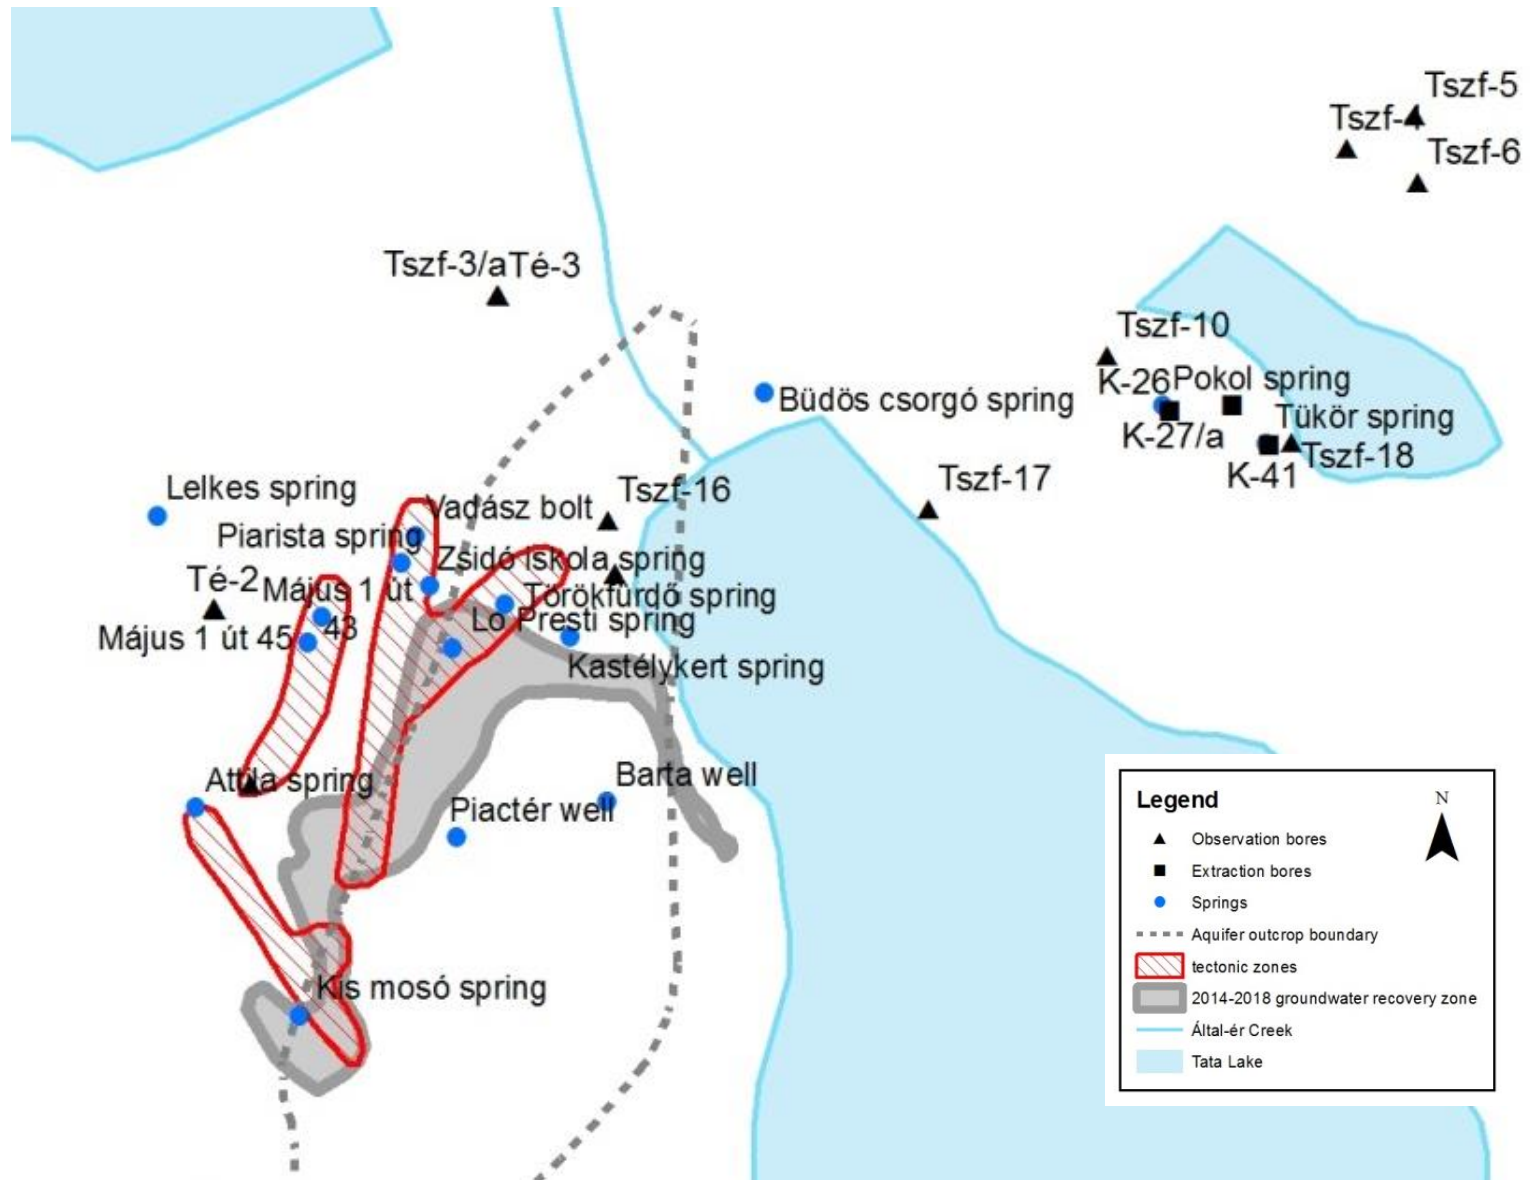 Tszf-5
Tszf-4
Tszf-6
Tszf-3/a Té-3
Tszf-10
K-26 Pokol spring
Büdös csorgó spring
Tükör spring
K-27/a
Tszf-18
K-41
Tszf-17
Lelkes spring
Tszf-16
Vadász bolt
Piarista spring
Zsidó iskola spring
Té-2
Május 1 út
43
Törökfürdő spring
Lo Presti spring
Május 1 út 45
Kastélykert spring
Attila spring
Barta well
Piactér well
Kis mosó spring
Legend
N
Observation bores
Extraction bores
Springs
Aquifer outcrop boundary
tectonic zones
2014-2018 groundwater recovery zone
Által-ér Creek
Tata Lake